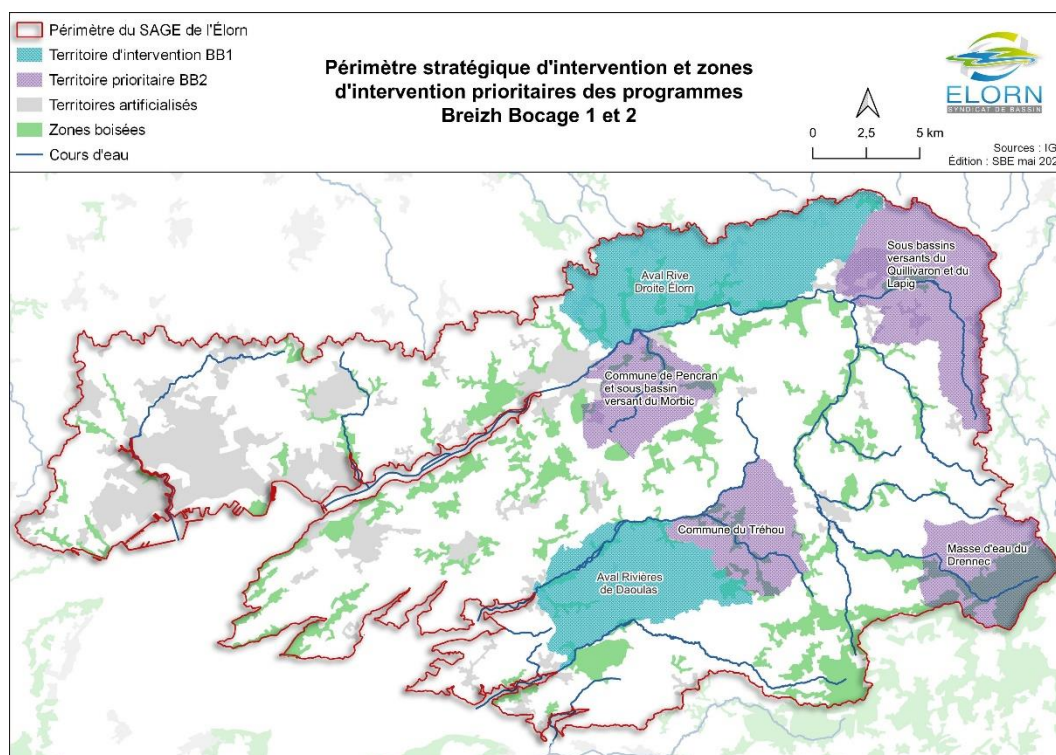 Périmètre du SAGE de l'Élorn
Territoire d'intervention BB1
Territoire prioritaire BB2
Territoires artificialisés
Zones boisées
Cours d'eau
Périmètre stratégique d'intervention et zones
d'intervention prioritaires des programmes
Breizh Bocage 1 et 2
0 2,5 5 km
ELORN
SYNDICAT DE BASSIN
Sources : IG
Édition : SBE mai 202
Sous bassins
versants du
Quillivaron et du
Lapig
Aval Rive
Droite Élorn
Commune de Pencran
et sous bassin
versant du Morbic
Commune du Tréhou
Masse d'eau du
Drennec
Aval Rivières
de Daoulas